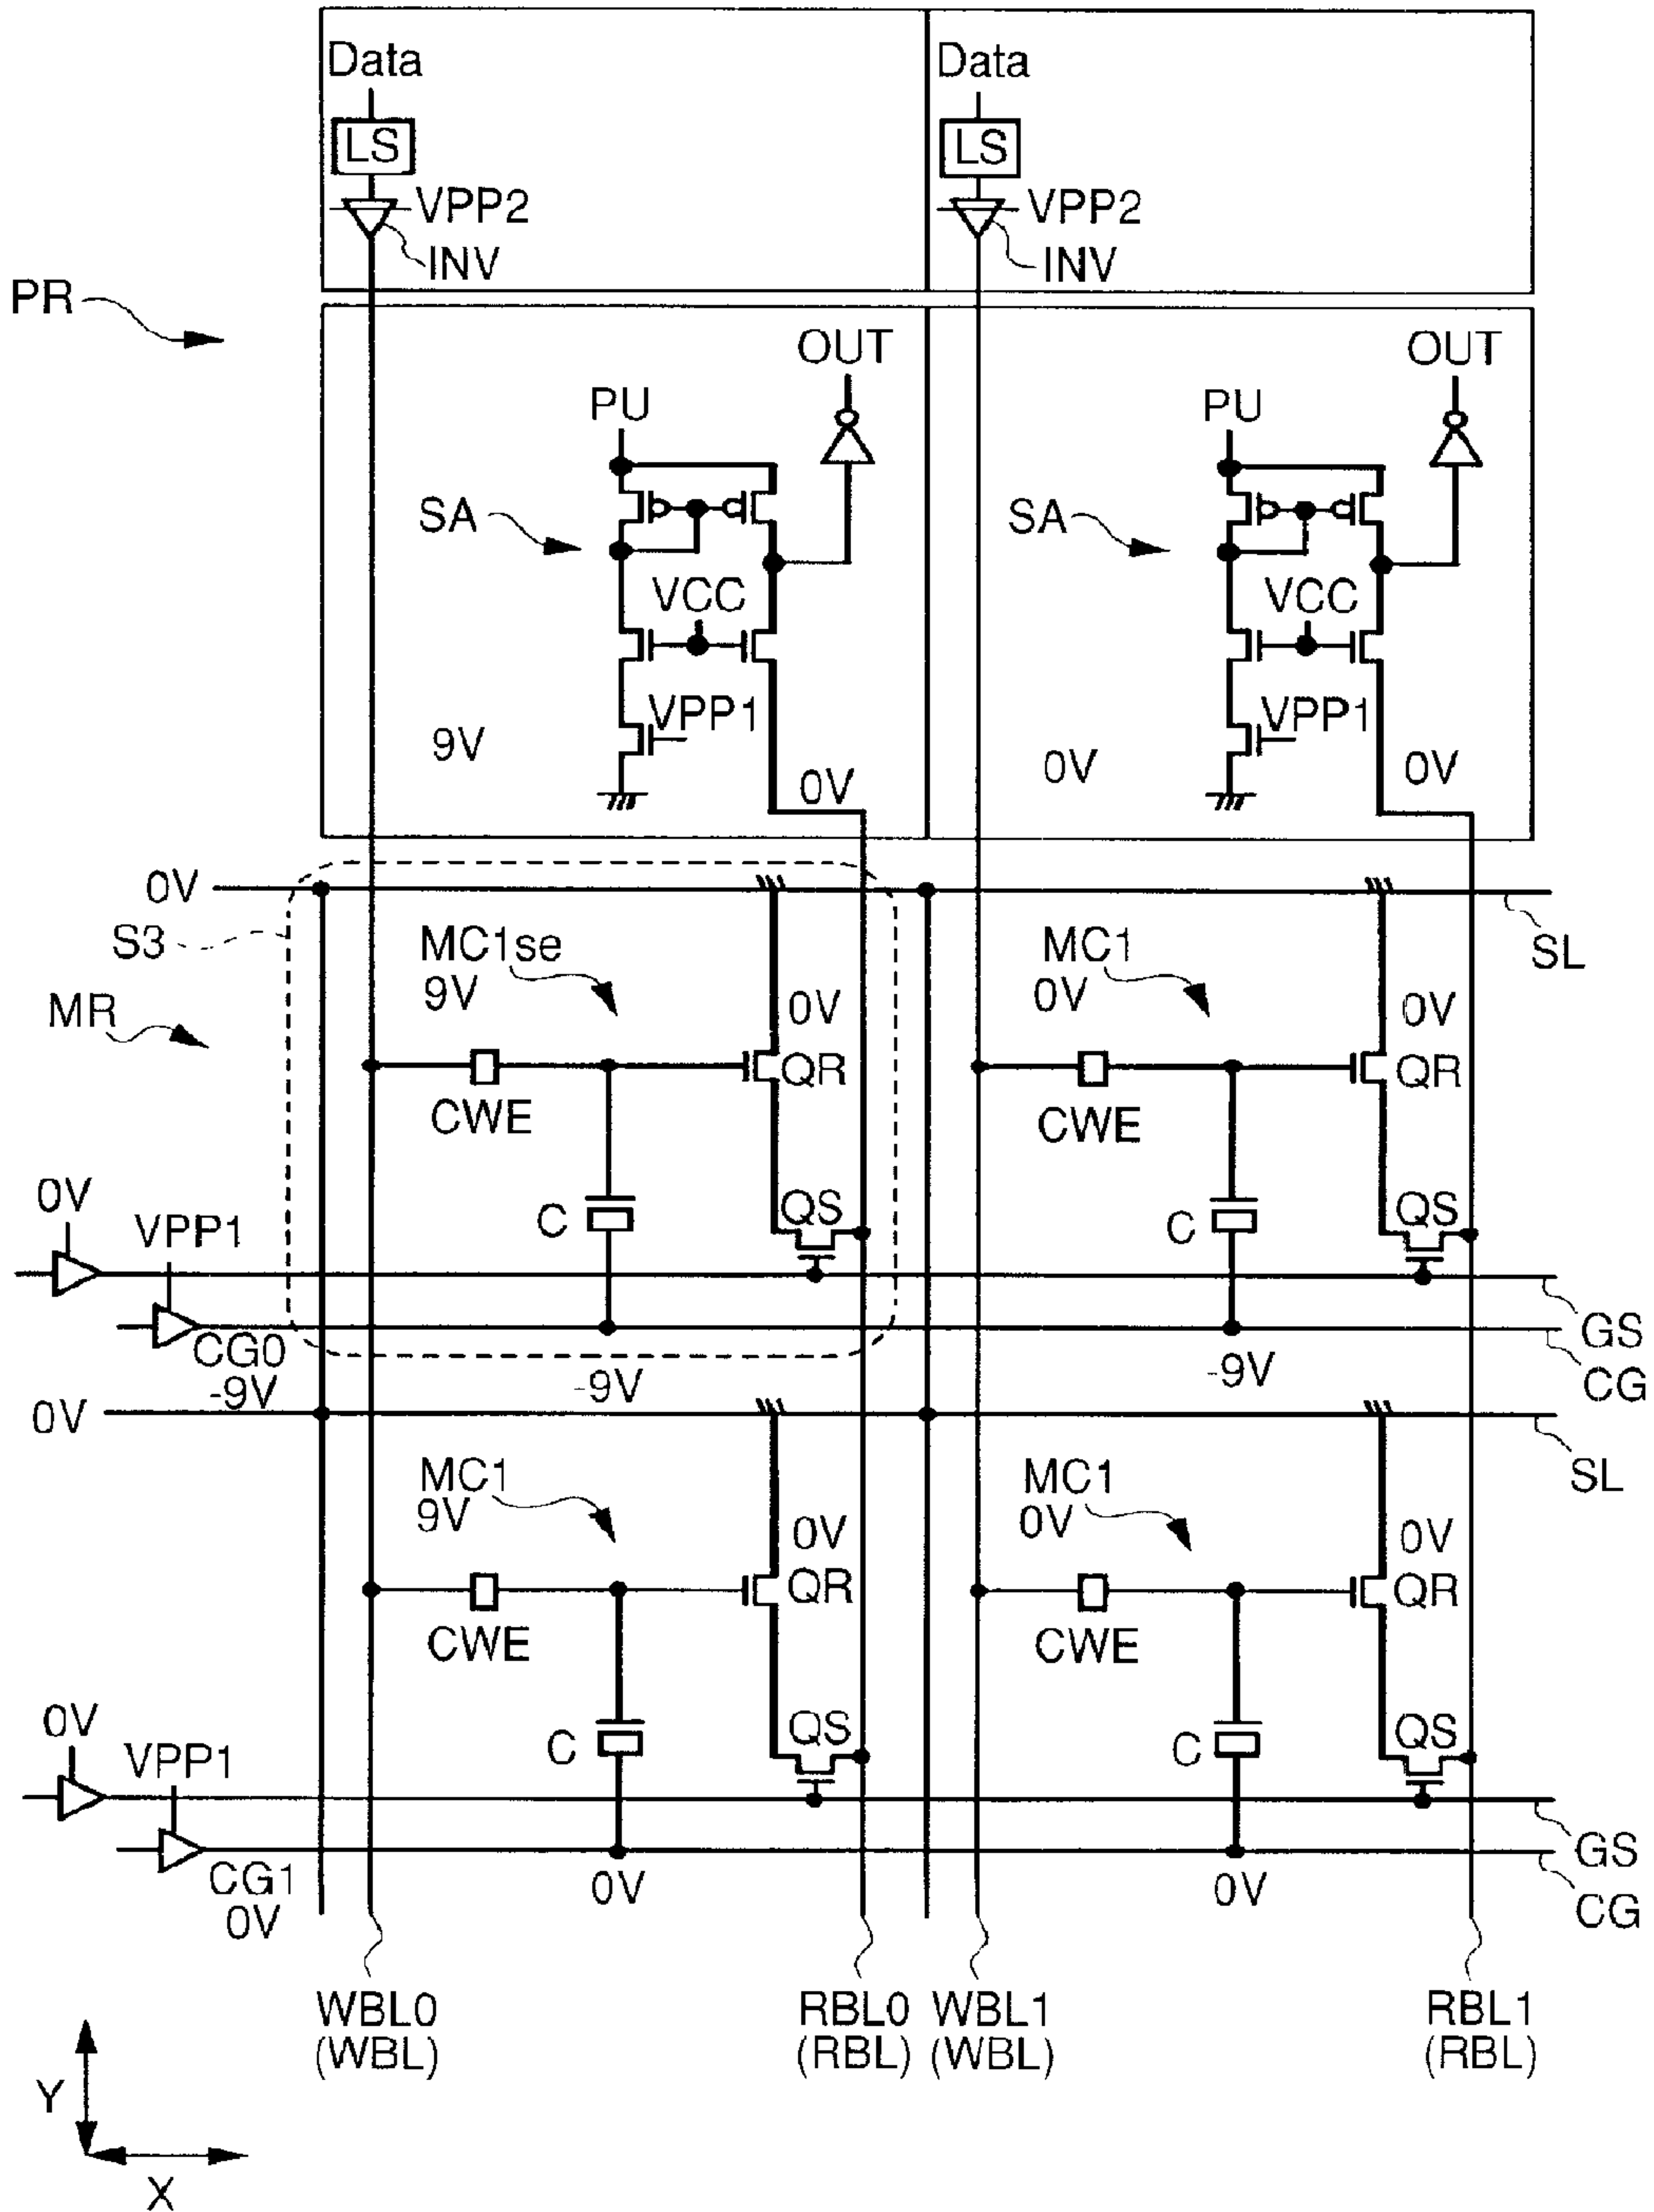 Data Data
LS LS
VPP2 VPP2
INV INV
PR
OUT OUT
PU PU
SA SA
VCC VCC
VPP1 VPP1
9V 0V 0V 0V
0V
S3 MC1se MC1 SL
9V 0V
MR 0V 0V
QR QR
CWE CWE
0V
VPP1 C QS C QS
GS
CG0
-9V -9V -9V CG
0V
MC1 MC1 SL
9V 0V
0V 0V
QR QR
CWE CWE
0V
VPP1 C QS C QS
GS
CG1 0V 0V CG
0V
WBL0 RBL0 WBL1 RBL1
(WBL) (RBL) (WBL) (RBL)
Y
X